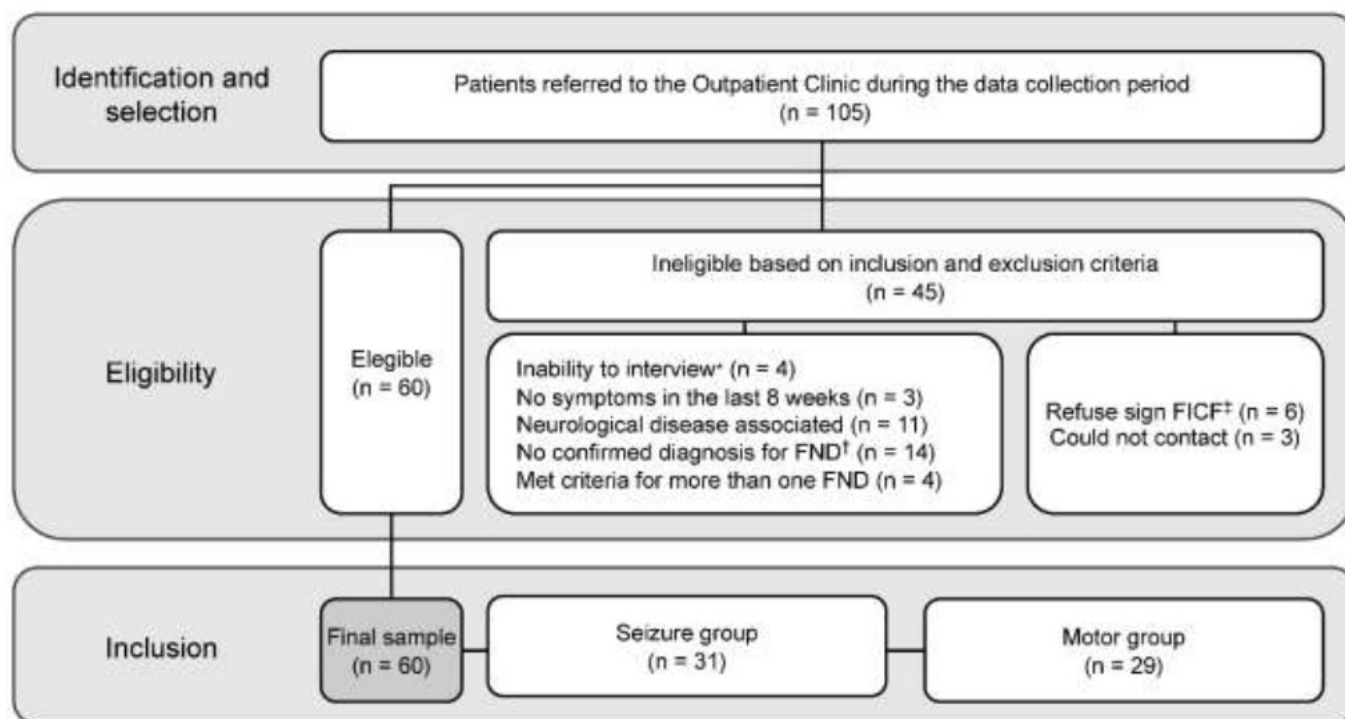 Identification and
selection
Patients referred to the Outpatient Clinic during the data collection period
(n = 105)
Eligibility
Elegible
(n = 60)
Ineligible based on inclusion and exclusion criteria
(n = 45)
Inability to interview* (n = 4)
No symptoms in the last 8 weeks (n = 3)
Neurological disease associated (n = 11)
No confirmed diagnosis for FND† (n = 14)
Met criteria for more than one FND (n = 4)
Refuse sign FICF‡ (n = 6)
Could not contact (n = 3)
Inclusion
Final sample
(n = 60)
Seizure group
(n = 31)
Motor group
(n = 29)